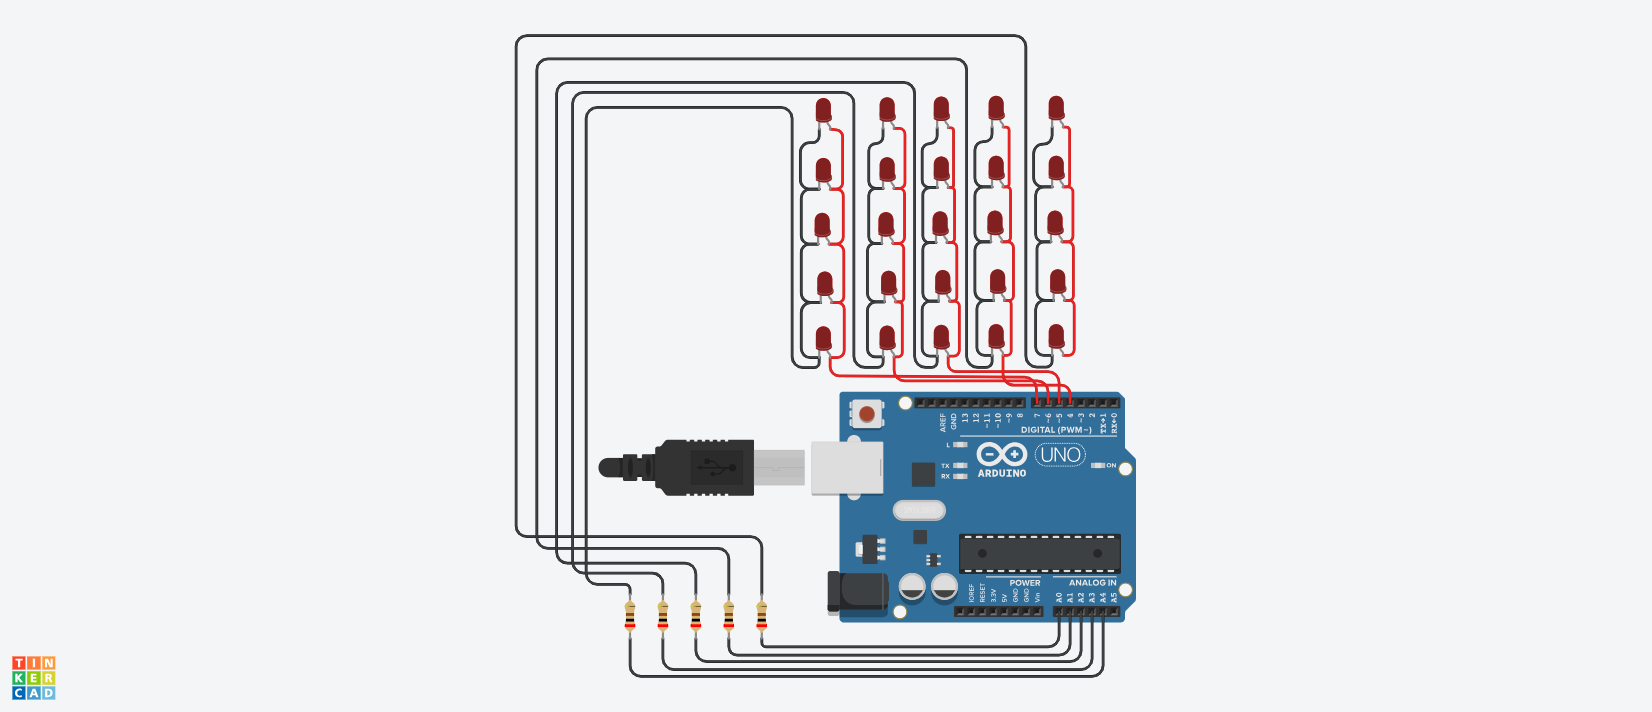 AREF
GND
13
12
~11
~10
~9
8
7
~6
~5
4
~3
2
TX→1
RX←0
DIGITAL (PWM~)
L
TX
RX
ARDUINO
UNO
ON
POWER
ANALOG IN
IOREF
RESET
3.3V
5V
GND
GND
Vin
A0
A1
A2
A3
A4
A5
TIN
KER
CAD